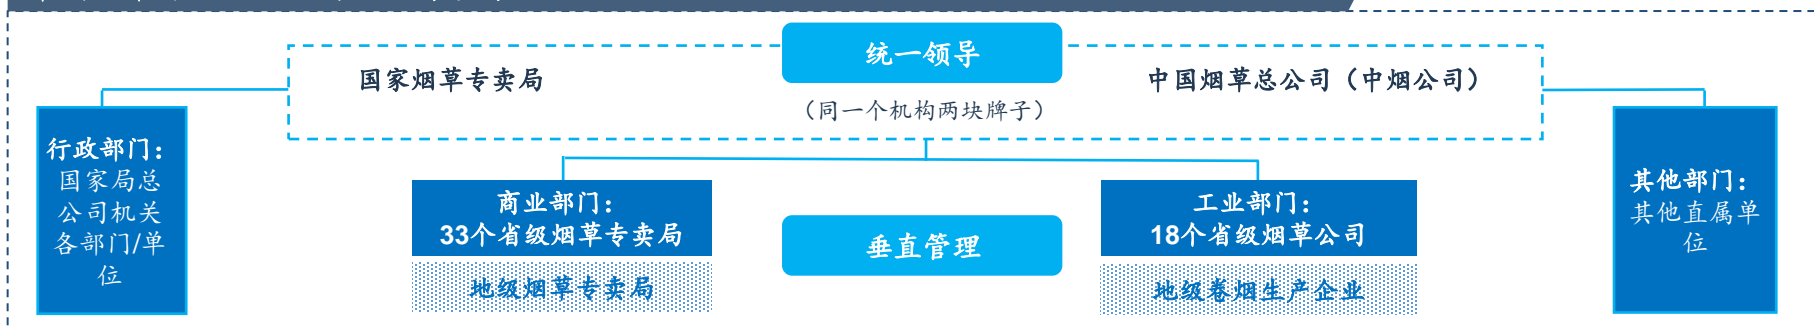 统一领导
国家烟草专卖局
中国烟草总公司（中烟公司）
（同一个机构两块牌子）
行政部门：
国家局总
公司机关
各部门/单
位
商业部门：
33个省级烟草专卖局
地级烟草专卖局
垂直管理
工业部门：
18个省级烟草公司
地级卷烟生产企业
其他部门：
其他直属单
位